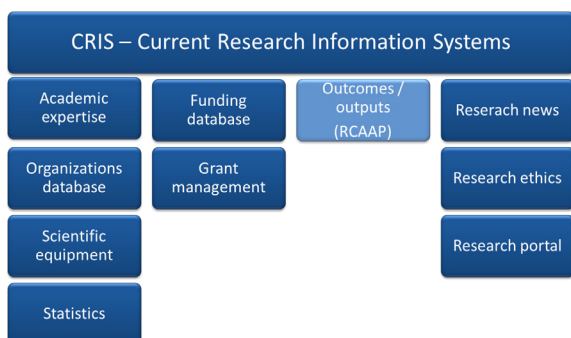 CRIS – Current Research Information Systems
Academic
expertise
Funding
database
Outcomes /
outputs
(RCAAP)
Reserach news
Organizations
database
Grant
management
Research ethics
Scientific
equipment
Research portal
Statistics